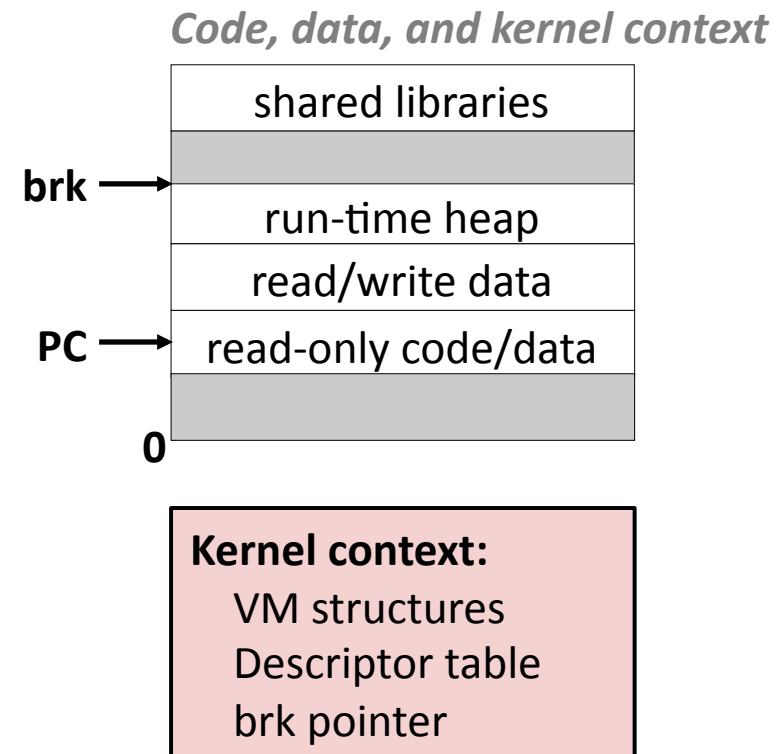 Code, data, and kernel context
shared libraries
brk
run-time heap
read/write data
PC
read-only code/data
0
Kernel context:
VM structures
Descriptor table
brk pointer